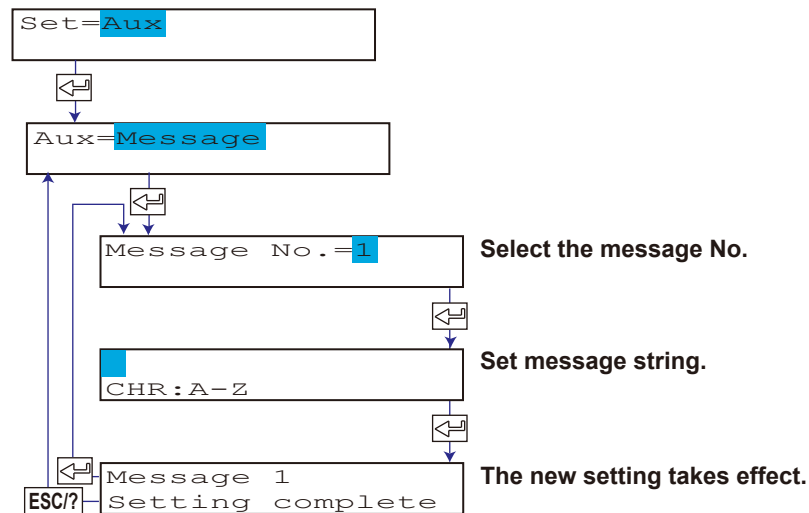 Set=Aux
Aux=Message
Message No.=1
Select the message No.
Set message string.
CHR:A-Z
Message 1
The new setting takes effect.
ESC/?
Setting complete